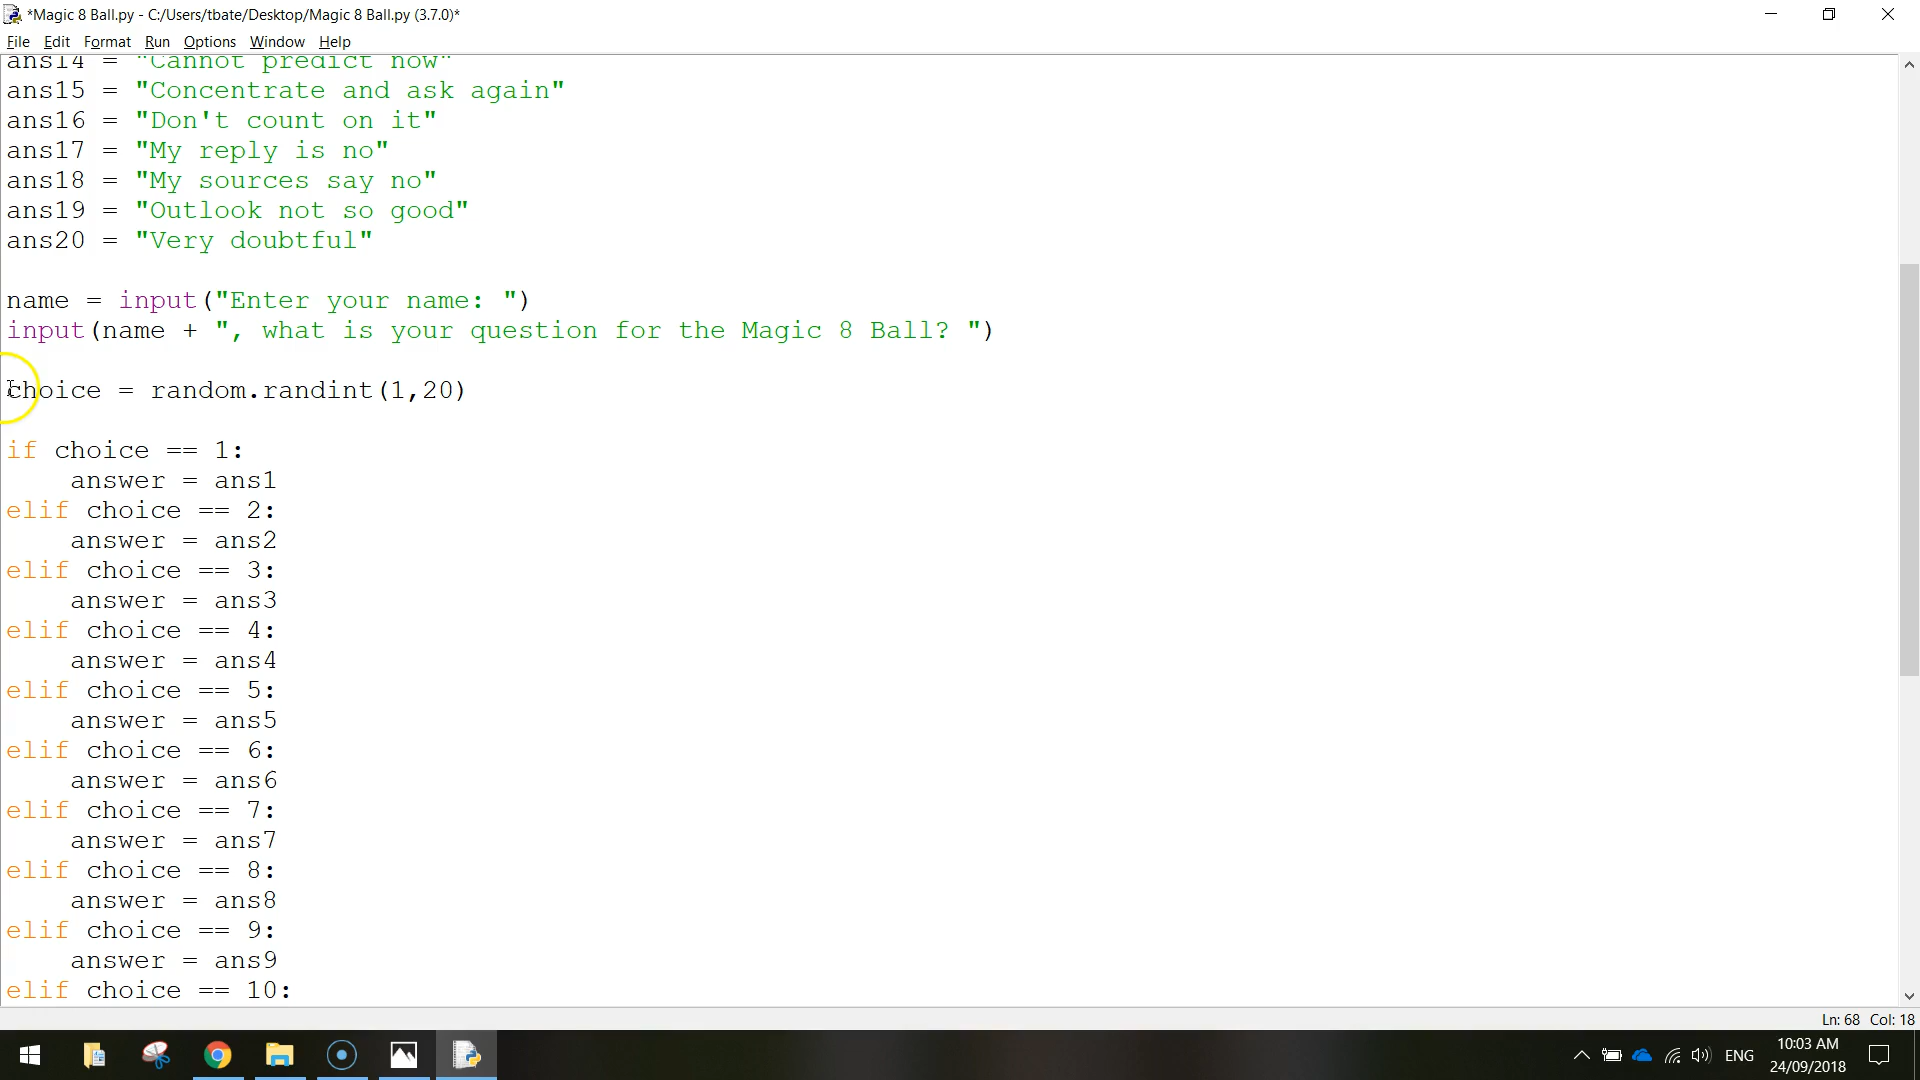 *Magic 8 Ball.py - C:/Users/tbate/Desktop/Magic 8 Ball.py (3.7.0)*
File Edit Format Run Options Window Help
ans14 = "Cannot predict now"
ans15 = "Concentrate and ask again"
ans16 = "Don't count on it"
ans17 = "My reply is no"
ans18 = "My sources say no"
ans19 = "Outlook not so good"
ans20 = "Very doubtful"
name = input("Enter your name: ")
input(name + ", what is your question for the Magic 8 Ball? ")
choice = random.randint(1,20)
if choice == 1:
    answer = ans1
elif choice == 2:
    answer = ans2
elif choice == 3:
    answer = ans3
elif choice == 4:
    answer = ans4
elif choice == 5:
    answer = ans5
elif choice == 6:
    answer = ans6
elif choice == 7:
    answer = ans7
elif choice == 8:
    answer = ans8
elif choice == 9:
    answer = ans9
elif choice == 10:
Ln: 68 Col: 18
ENG
10:03 AM
24/09/2018